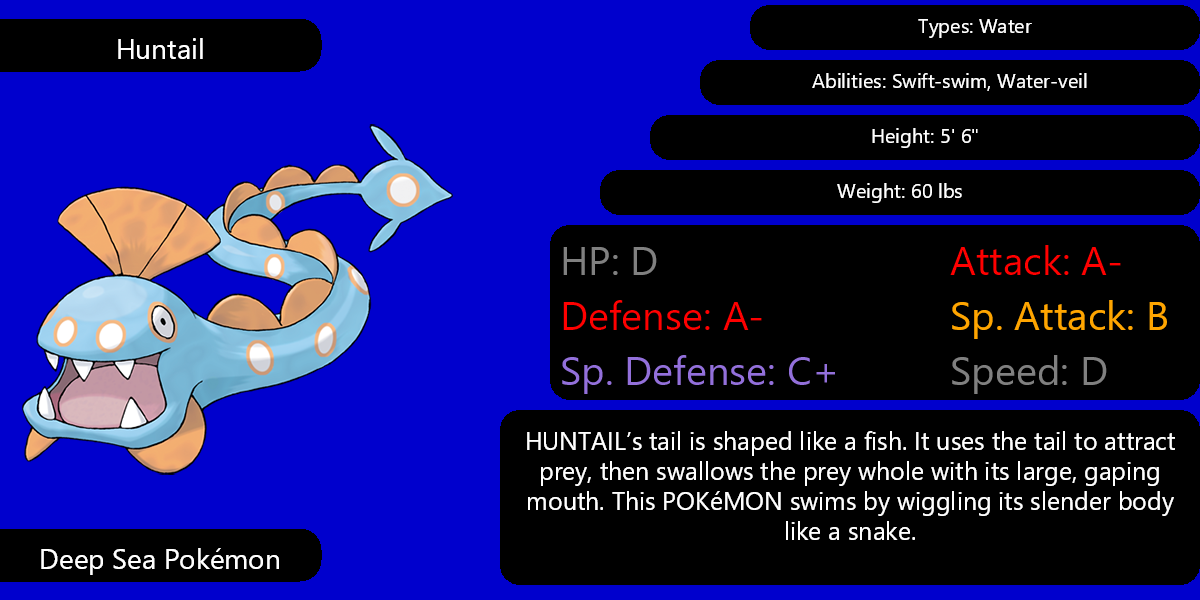 Huntail
Types: Water
Abilities: Swift-swim, Water-veil
Height: 5' 6"
Weight: 60 lbs
HP: D
Attack: A-
Defense: A-
Sp. Attack: B
Sp. Defense: C+
Speed: D
HUNTAIL’s tail is shaped like a fish. It uses the tail to attract
prey, then swallows the prey whole with its large, gaping
mouth. This POKéMON swims by wiggling its slender body
like a snake.
Deep Sea Pokémon